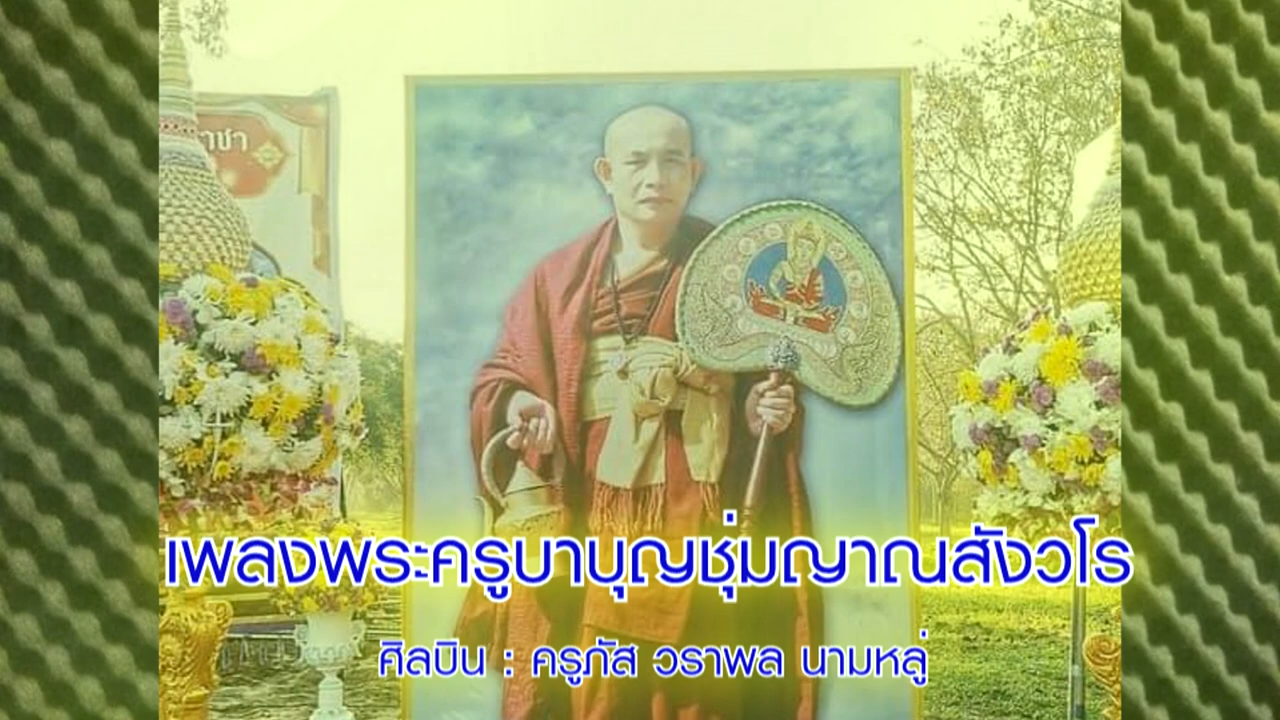 เพลงพระครูบาบุญชุ่มญาณสังวโร
ศิลปิน : ครูภัส วราพล นามหลู่